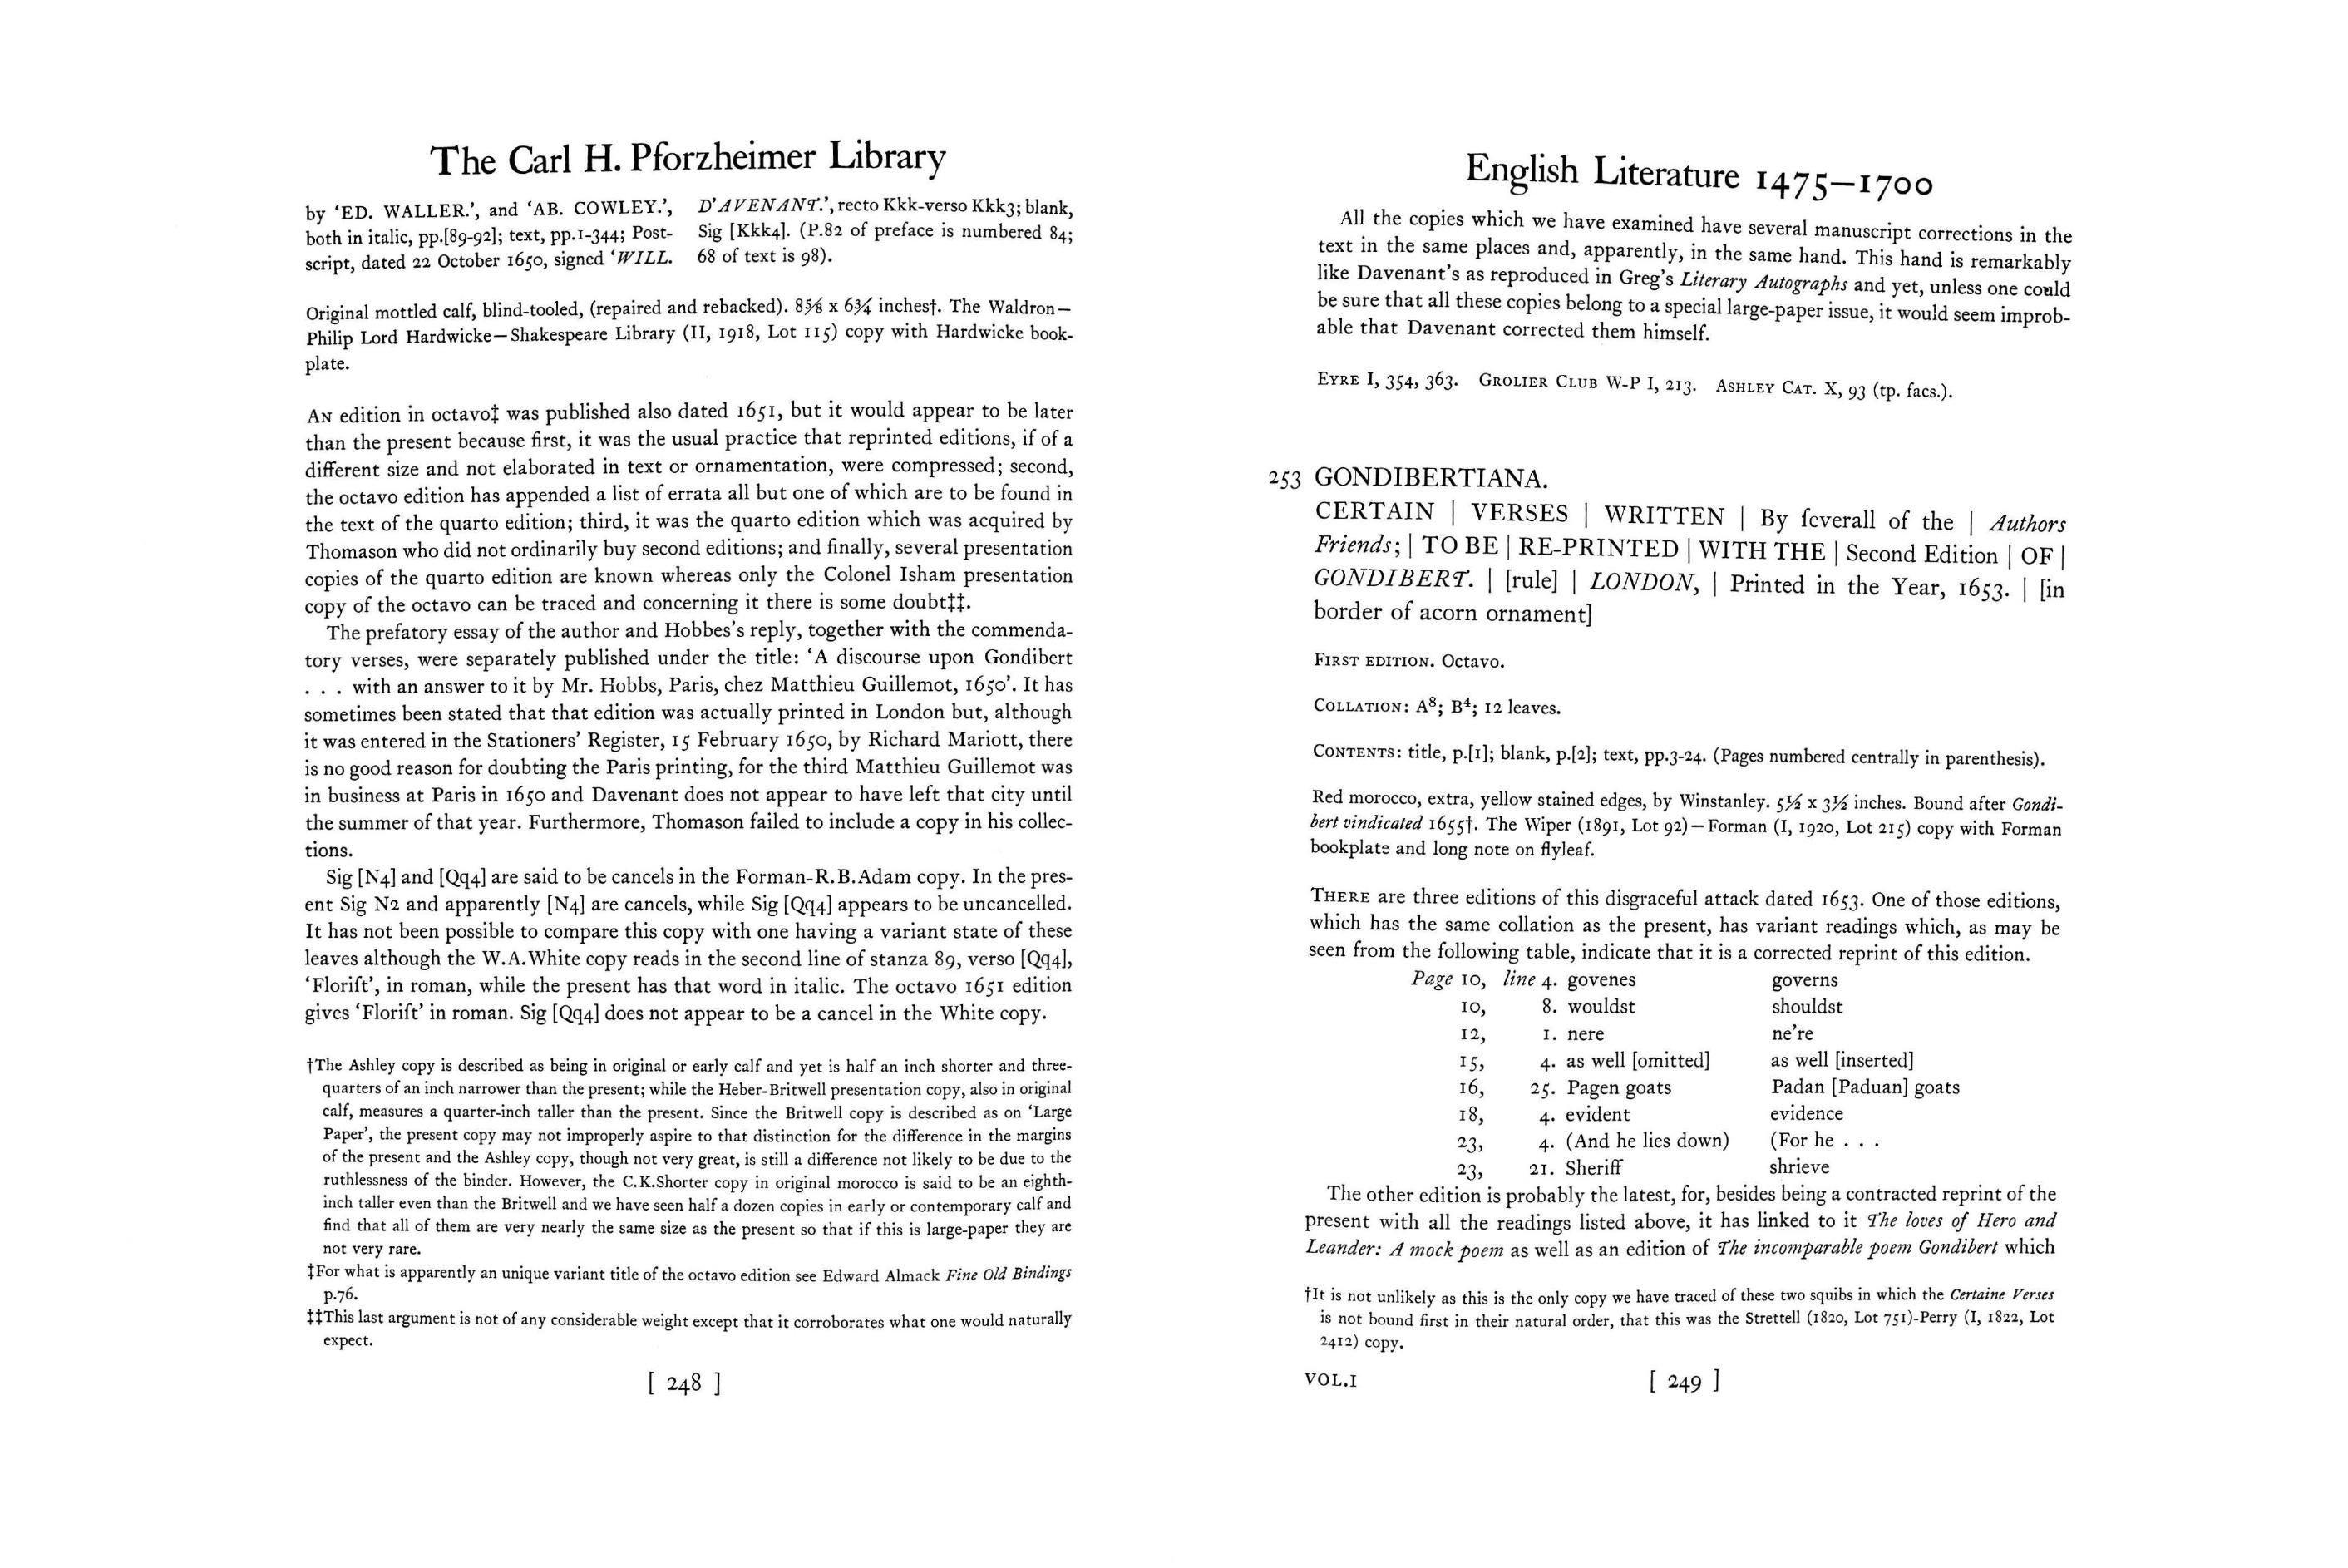 The Carl H. Pforzheimer Library
by ‘ED. WALLER.’, and ‘AB. COWLEY.’,
both in italic, pp.[89-92]; text, pp.1-344; Post-
script, dated 22 October 1650, signed ‘WILL.
D’AVENANT.’, recto Kkk-verso Kkk3; blank,
Sig [Kkk4]. (P.82 of preface is numbered 84;
68 of text is 98).
Original mottled calf, blind-tooled, (repaired and rebacked). 8⅝ x 6¾ inches†. The Waldron—
Philip Lord Hardwicke—Shakespeare Library (II, 1918, Lot 115) copy with Hardwicke book-
plate.
AN edition in octavo‡ was published also dated 1651, but it would appear to be later
than the present because first, it was the usual practice that reprinted editions, if of a
different size and not elaborated in text or ornamentation, were compressed; second,
the octavo edition has appended a list of errata all but one of which are to be found in
the text of the quarto edition; third, it was the quarto edition which was acquired by
Thomason who did not ordinarily buy second editions; and finally, several presentation
copies of the quarto edition are known whereas only the Colonel Isham presentation
copy of the octavo can be traced and concerning it there is some doubt‡‡.
The prefatory essay of the author and Hobbes’s reply, together with the commenda-
tory verses, were separately published under the title: ‘A discourse upon Gondibert
. . . with an answer to it by Mr. Hobbs, Paris, chez Matthieu Guillemot, 1650’. It has
sometimes been stated that that edition was actually printed in London but, although
it was entered in the Stationers’ Register, 15 February 1650, by Richard Mariott, there
is no good reason for doubting the Paris printing, for the third Matthieu Guillemot was
in business at Paris in 1650 and Davenant does not appear to have left that city until
the summer of that year. Furthermore, Thomason failed to include a copy in his collec-
tions.
Sig [N4] and [Qq4] are said to be cancels in the Forman-R.B.Adam copy. In the pres-
ent Sig N2 and apparently [N4] are cancels, while Sig [Qq4] appears to be uncancelled.
It has not been possible to compare this copy with one having a variant state of these
leaves although the W.A.White copy reads in the second line of stanza 89, verso [Qq4],
‘Florift’, in roman, while the present has that word in italic. The octavo 1651 edition
gives ‘Florift’ in roman. Sig [Qq4] does not appear to be a cancel in the White copy.
†The Ashley copy is described as being in original or early calf and yet is half an inch shorter and three-
quarters of an inch narrower than the present; while the Heber-Britwell presentation copy, also in original
calf, measures a quarter-inch taller than the present. Since the Britwell copy is described as on ‘Large
Paper’, the present copy may not improperly aspire to that distinction for the difference in the margins
of the present and the Ashley copy, though not very great, is still a difference not likely to be due to the
ruthlessness of the binder. However, the C.K.Shorter copy in original morocco is said to be an eighth-
inch taller even than the Britwell and we have seen half a dozen copies in early or contemporary calf and
find that all of them are very nearly the same size as the present so that if this is large-paper they are
not very rare.
‡For what is apparently an unique variant title of the octavo edition see Edward Almack Fine Old Bindings
p.76.
‡‡This last argument is not of any considerable weight except that it corroborates what one would naturally
expect.
[ 248 ]
English Literature 1475—1700
All the copies which we have examined have several manuscript corrections in the
text in the same places and, apparently, in the same hand. This hand is remarkably
like Davenant’s as reproduced in Greg’s Literary Autographs and yet, unless one could
be sure that all these copies belong to a special large-paper issue, it would seem improb-
able that Davenant corrected them himself.
EYRE I, 354, 363. GROLIER CLUB W-P I, 213. ASHLEY CAT. X, 93 (tp. facs.).
253 GONDIBERTIANA.
CERTAIN | VERSES | WRITTEN | By ſeverall of the | Authors
Friends; | TO BE | RE-PRINTED | WITH THE | Second Edition | OF |
GONDIBERT. | [rule] | LONDON, | Printed in the Year, 1653. | [in
border of acorn ornament]
FIRST EDITION. Octavo.
COLLATION: A⁸; B⁴; 12 leaves.
CONTENTS: title, p.[1]; blank, p.[2]; text, pp.3-24. (Pages numbered centrally in parenthesis).
Red morocco, extra, yellow stained edges, by Winstanley. 5½ x 3½ inches. Bound after Gondi-
bert vindicated 1655†. The Wiper (1891, Lot 92)—Forman (I, 1920, Lot 215) copy with Forman
bookplate and long note on flyleaf.
THERE are three editions of this disgraceful attack dated 1653. One of those editions,
which has the same collation as the present, has variant readings which, as may be
seen from the following table, indicate that it is a corrected reprint of this edition.
Page 10, line 4. govenes governs
10, 8. wouldst shouldst
12, 1. nere ne’re
15, 4. as well [omitted] as well [inserted]
16, 25. Pagen goats Padan [Paduan] goats
18, 4. evident evidence
23, 4. (And he lies down) (For he . . .
23, 21. Sheriff shrieve
The other edition is probably the latest, for, besides being a contracted reprint of the
present with all the readings listed above, it has linked to it The loves of Hero and
Leander: A mock poem as well as an edition of The incomparable poem Gondibert which
†It is not unlikely as this is the only copy we have traced of these two squibs in which the Certaine Verses
is not bound first in their natural order, that this was the Strettell (1820, Lot 751)-Perry (I, 1822, Lot
2412) copy.
VOL.I [ 249 ]